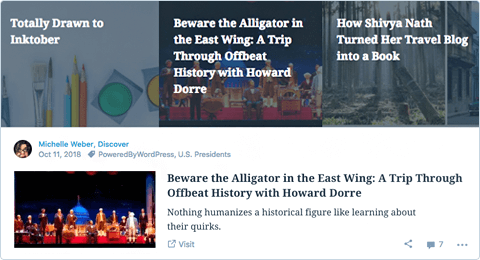 Totally Drawn to
Inktober
Beware the Alligator in
the East Wing: A Trip
Through Offbeat
History with Howard
Dorre
How Shivya Nath
Turned Her Travel Blog
into a Book
Michelle Weber, Discover
Oct 11, 2018 PoweredByWordPress, U.S. Presidents
Beware the Alligator in the East Wing: A Trip Through
Offbeat History with Howard Dorre
Nothing humanizes a historical figure like learning about
their quirks.
Visit 7